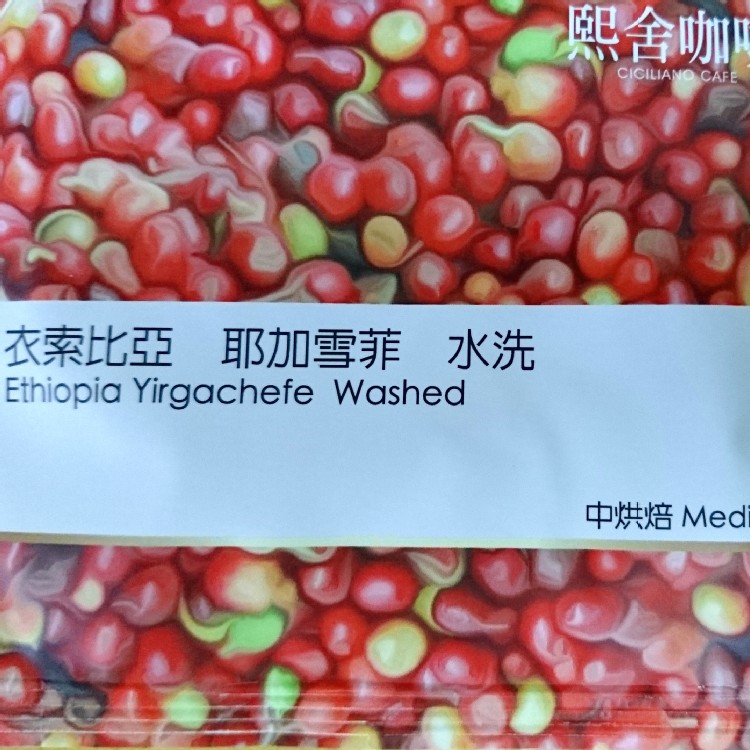 熙舍咖
CICILIANO CAFE
衣索比亞 耶加雪菲 水洗
Ethiopia Yirgachefe Washed
中烘焙 Medi